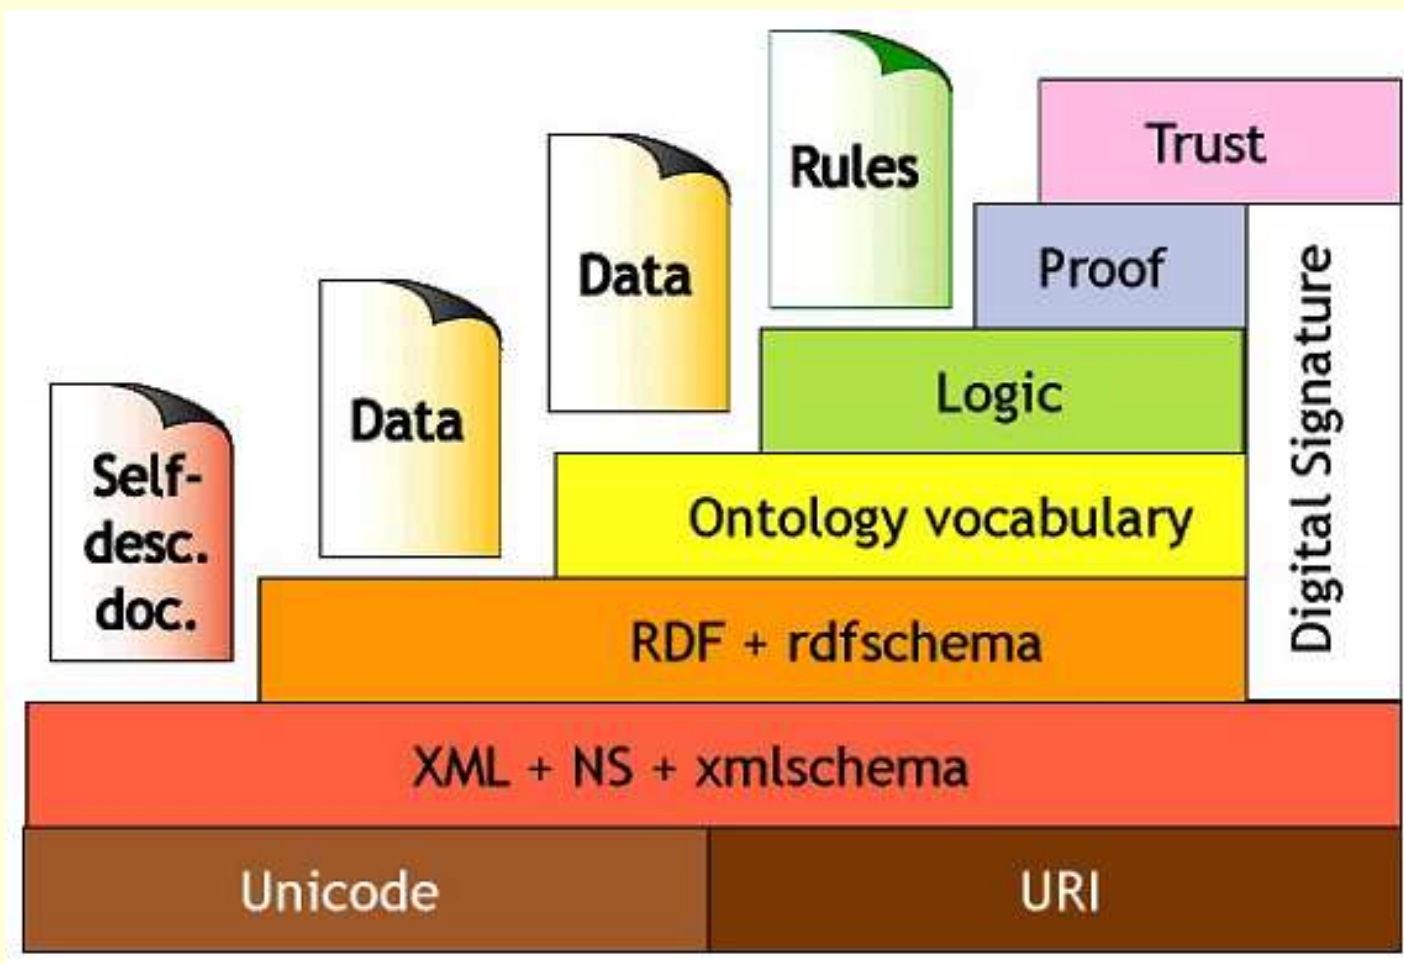 Rules
Trust
Data
Proof
Data
Logic
Digital Signature
Self-
desc.
doc.
Ontology vocabulary
RDF + rdfschema
XML + NS + xmlschema
Unicode
URI